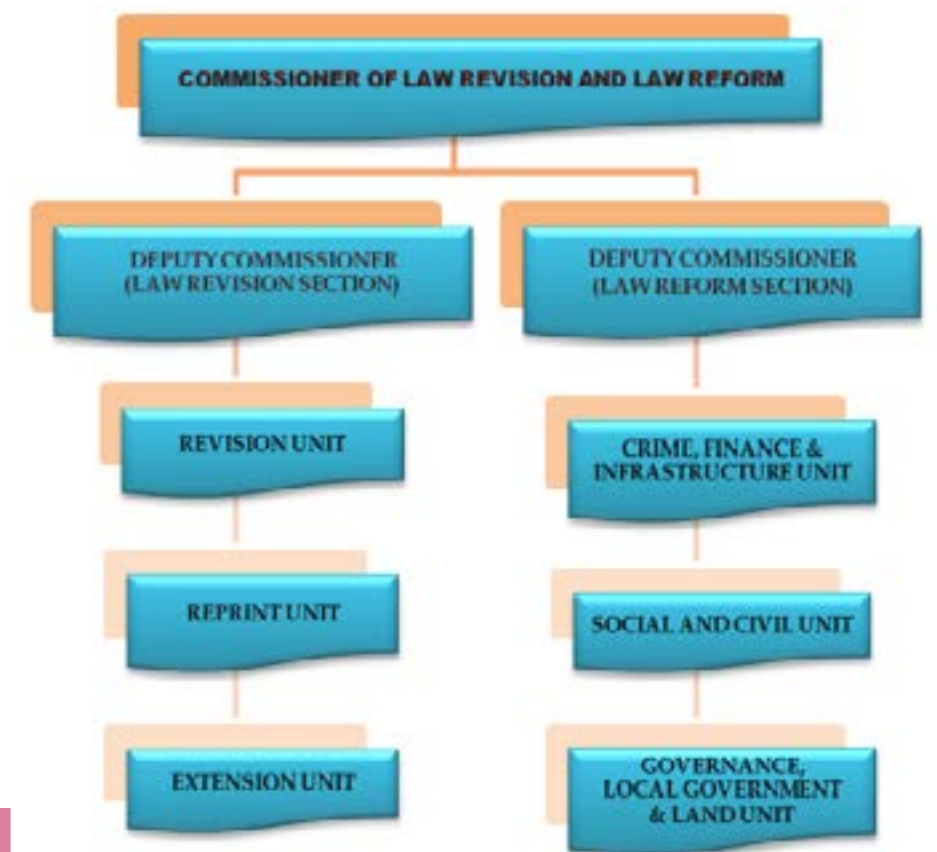 COMMISSIONER OF LAW REVISION AND LAW REFORM
DEPUTY COMMISSIONER
(LAW REVISION SECTION)
DEPUTY COMMISSIONER
(LAW REFORM SECTION)
REVISION UNIT
REPRINT UNIT
EXTENSION UNIT
CRIME, FINANCE &
INFRASTRUCTURE UNIT
SOCIAL AND CIVIL UNIT
GOVERNANCE,
LOCAL GOVERNMENT
& LAND UNIT